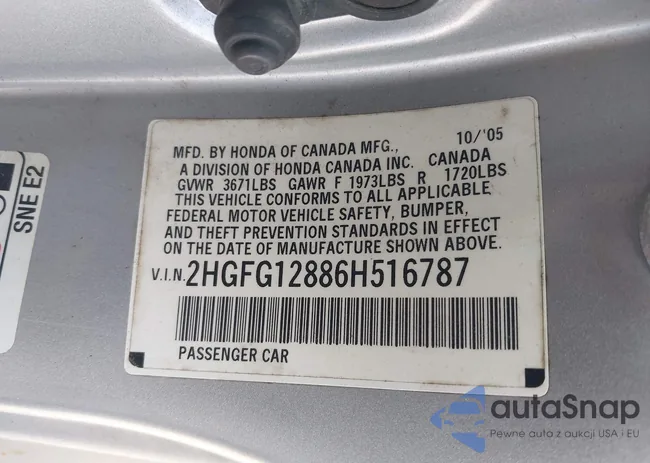 10/'05
MFD. BY HONDA OF CANADA MFG.,
A DIVISION OF HONDA CANADA INC. CANADA
GVWR 3671LBS GAWR F 1973LBS R 1720LBS
THIS VEHICLE CONFORMS TO ALL APPLICABLE
FEDERAL MOTOR VEHICLE SAFETY, BUMPER,
AND THEFT PREVENTION STANDARDS IN EFFECT
ON THE DATE OF MANUFACTURE SHOWN ABOVE.
V.I.N. 2HGFG12886H516787
PASSENGER CAR
SNE E2
autaSnap
Pewne auta z aukcji USA i EU